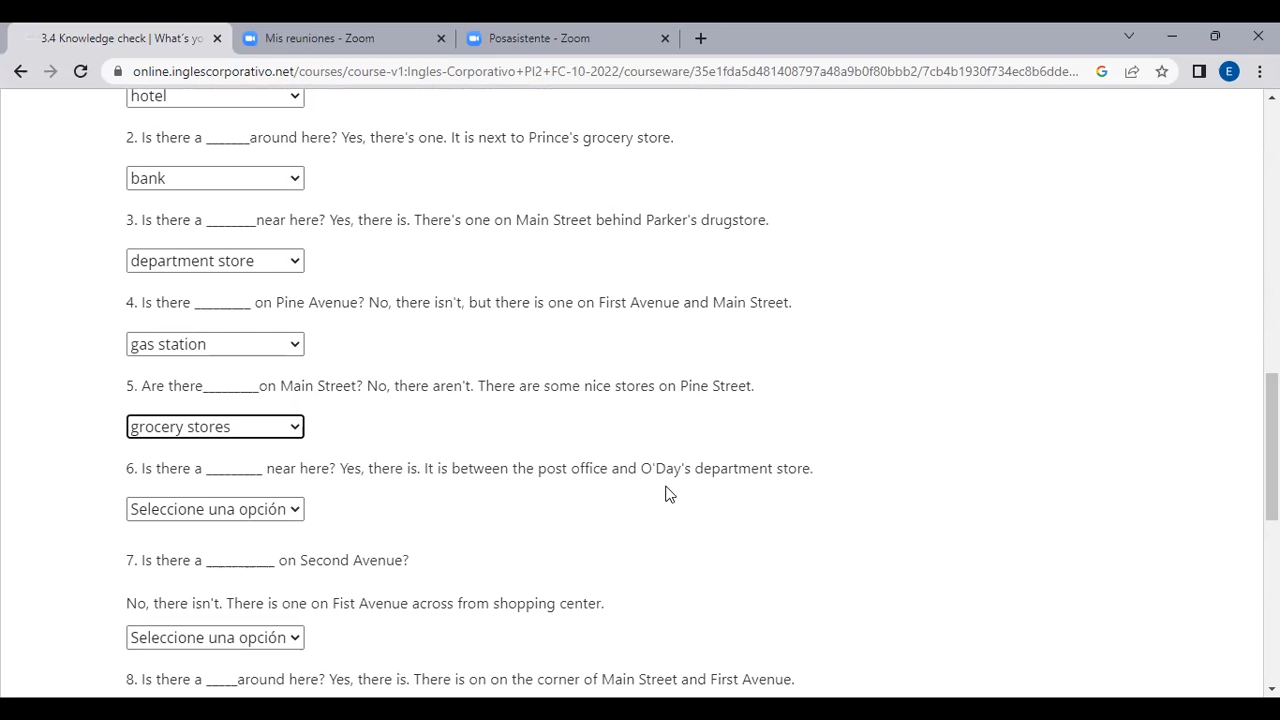 3.4 Knowledge check | What´s yo
Mis reuniones - Zoom
Posasistente - Zoom
online.inglescorporativo.net/courses/course-v1:Ingles-Corporativo+PI2+FC-10-2022/courseware/35e1fda5d481408797a48a9b0f80bbb2/7cb4b1930f734ec8b6dde...
E
hotel
2. Is there a _______around here? Yes, there's one. It is next to Prince's grocery store.
bank
3. Is there a ________near here? Yes, there is. There's one on Main Street behind Parker's drugstore.
department store
4. Is there _________ on Pine Avenue? No, there isn't, but there is one on First Avenue and Main Street.
gas station
5. Are there_________on Main Street? No, there aren't. There are some nice stores on Pine Street.
grocery stores
6. Is there a _________ near here? Yes, there is. It is between the post office and O'Day's department store.
Seleccione una opción
7. Is there a ___________ on Second Avenue?
No, there isn't. There is one on Fist Avenue across from shopping center.
Seleccione una opción
8. Is there a _____around here? Yes, there is. There is on on the corner of Main Street and First Avenue.